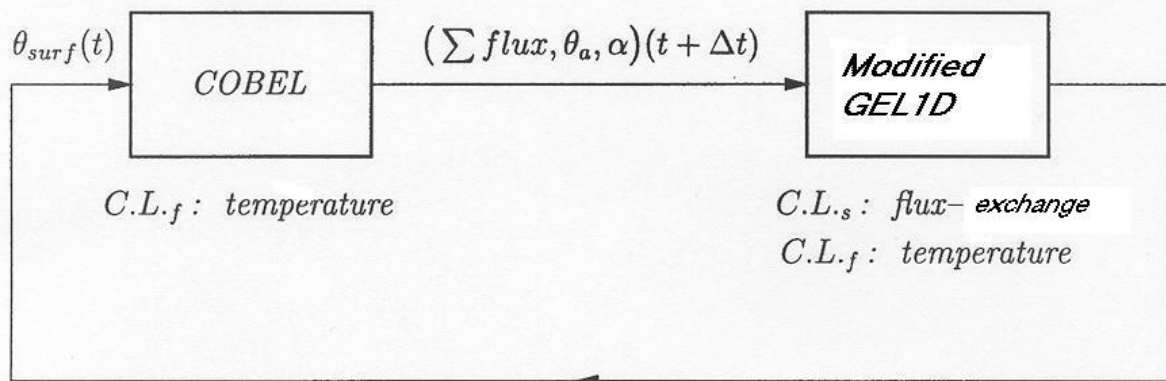 θ_surf(t)
(∑ flux, θ_a, α)(t + Δt)
COBEL
Modified
GEL1D
C.L._f : temperature
C.L._s : flux– exchange
C.L._f : temperature